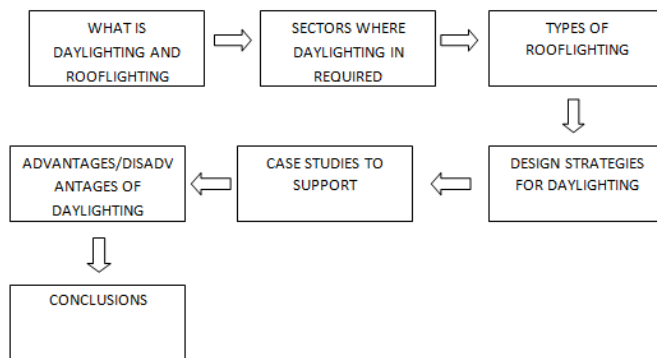 WHAT IS
DAYLIGHTING AND
ROOFLIGHTING
SECTORS WHERE
DAYLIGHTING IN
REQUIRED
TYPES OF
ROOFLIGHTING
DESIGN STRATEGIES
FOR DAYLIGHTING
CASE STUDIES TO
SUPPORT
ADVANTAGES/DISADV
ANTAGES OF
DAYLIGHTING
CONCLUSIONS